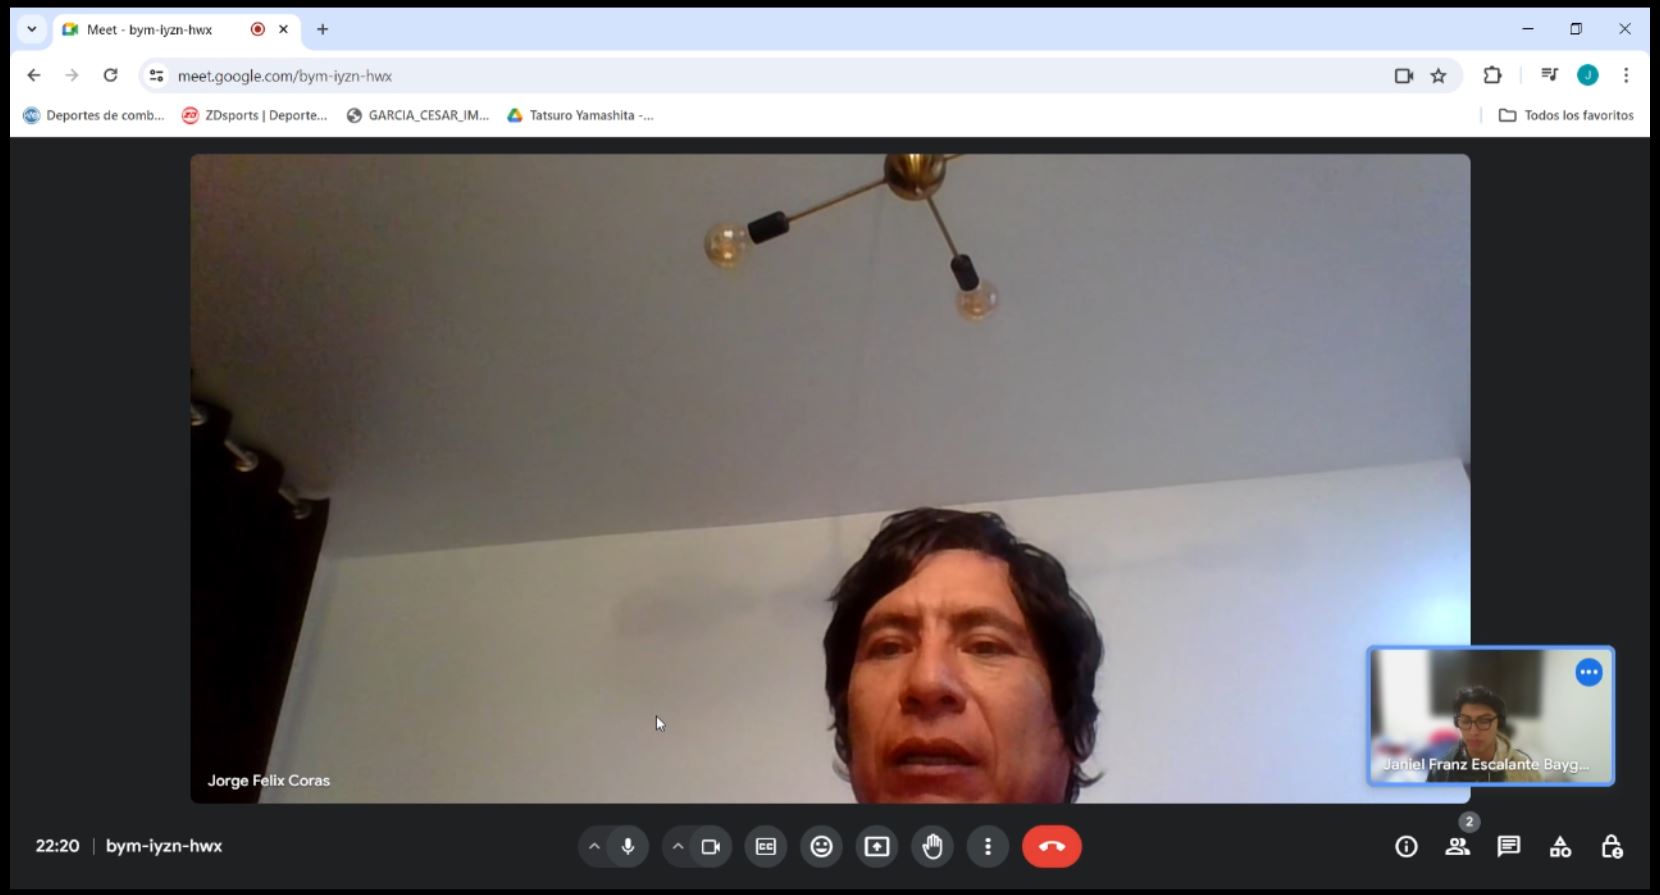 Meet - bym-iyzn-hwx
meet.google.com/bym-iyzn-hwx
J
Deportes de comb...
ZDsports | Deporte...
GARCIA_CESAR_IM...
Tatsuro Yamashita -...
Todos los favoritos
Jorge Felix Coras
Janiel Franz Escalante Bayg...
22:20 | bym-iyzn-hwx
CC
2